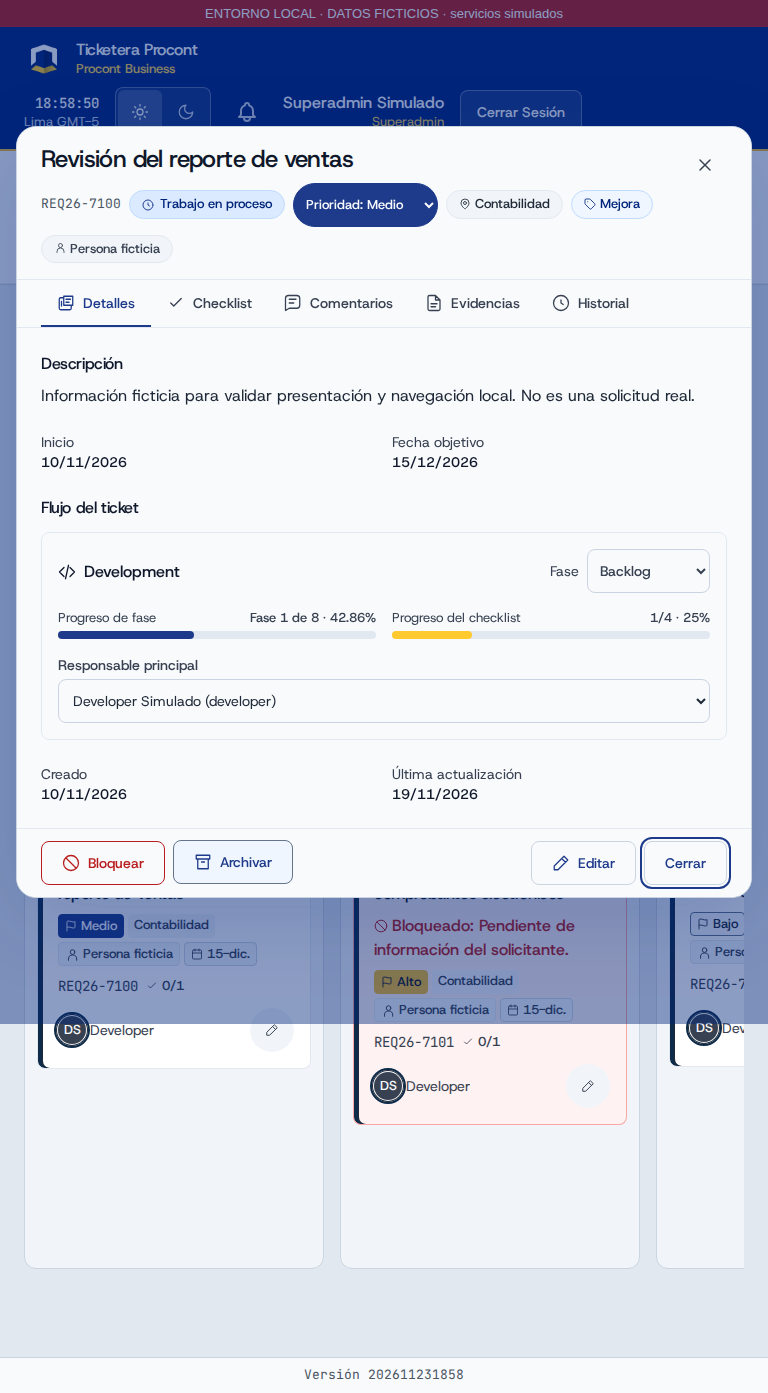 ENTORNO LOCAL · DATOS FICTICIOS · servicios simulados
Ticketera Procont
Procont Business
18:58:50
Lima GMT-5
Superadmin Simulado
Superadmin
Cerrar Sesión
Revisión del reporte de ventas
REQ26-7100 Trabajo en proceso Prioridad: Medio Contabilidad Mejora
Persona ficticia
Detalles Checklist Comentarios Evidencias Historial
Descripción
Información ficticia para validar presentación y navegación local. No es una solicitud real.
Inicio Fecha objetivo
10/11/2026 15/12/2026
Flujo del ticket
Development Fase Backlog
Progreso de fase Fase 1 de 8 · 42.86% Progreso del checklist 1/4 · 25%
Responsable principal
Developer Simulado (developer)
Creado Última actualización
10/11/2026 19/11/2026
Bloquear Archivar Editar Cerrar
Medio Contabilidad
Persona ficticia 15-dic.
REQ26-7100 0/1
DS Developer
Bloqueado: Pendiente de
información del solicitante.
Alto Contabilidad
Persona ficticia 15-dic.
REQ26-7101 0/1
DS Developer
Bajo
REQ26-7
DS
Versión 202611231858